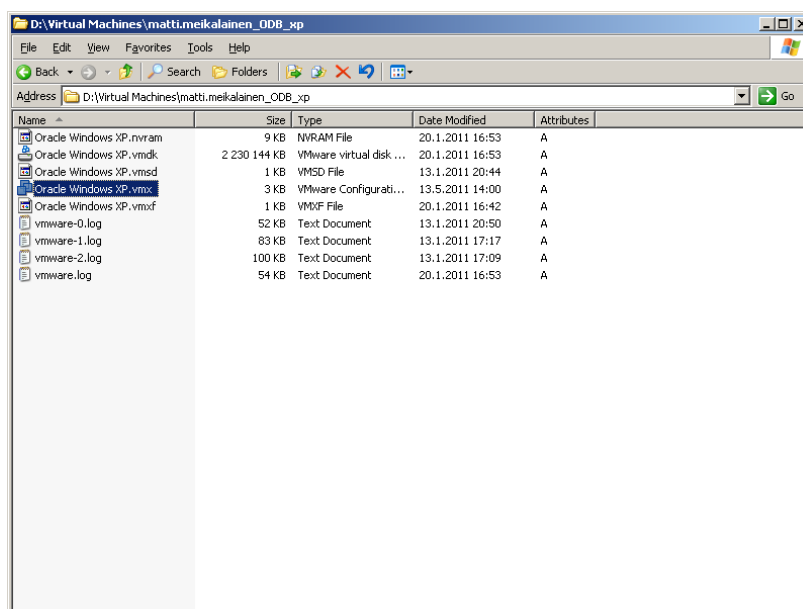 D:\Virtual Machines\matti.meikalainen_ODB_xp
File Edit View Favorites Tools Help
Back Search Folders
Address D:\Virtual Machines\matti.meikalainen_ODB_xp Go
Name Size Type Date Modified Attributes
Oracle Windows XP.nvram 9 KB NVRAM File 20.1.2011 16:53 A
Oracle Windows XP.vmdk 2 230 144 KB VMware virtual disk ... 20.1.2011 16:53 A
Oracle Windows XP.vmsd 1 KB VMSD File 13.1.2011 20:44 A
Oracle Windows XP.vmx 3 KB VMware Configurati... 13.5.2011 14:00 A
Oracle Windows XP.vmxf 1 KB VMXF File 20.1.2011 16:42 A
vmware-0.log 52 KB Text Document 13.1.2011 20:50 A
vmware-1.log 83 KB Text Document 13.1.2011 17:17 A
vmware-2.log 100 KB Text Document 13.1.2011 17:09 A
vmware.log 54 KB Text Document 20.1.2011 16:53 A